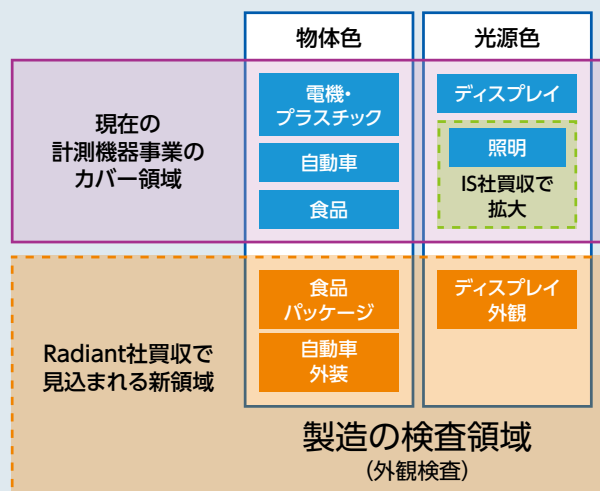 物体色
光源色
現在の
計測機器事業の
カバー領域
電機・
プラスチック
自動車
食品
ディスプレイ
照明
IS社買収で
拡大
Radiant社買収で
見込まれる新領域
食品
パッケージ
自動車
外装
ディスプレイ
外観
製造の検査領域
(外観検査)